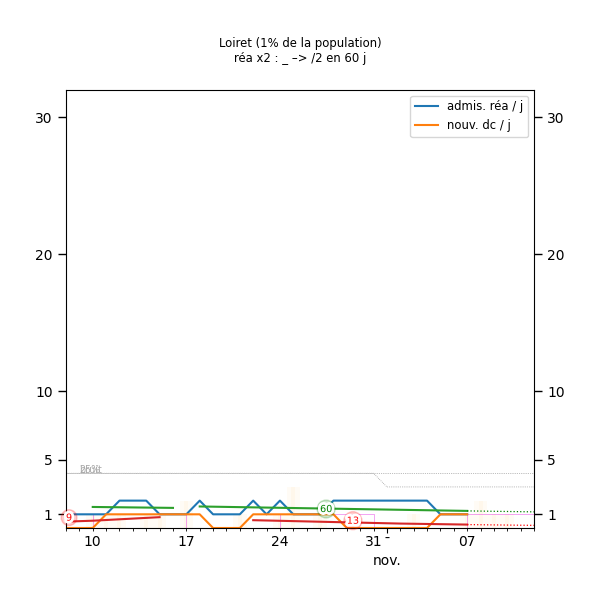 Loiret (1% de la population)
réa x2 : _ –> /2 en 60 j
admis. réa / j
nouv. dc / j
30 30
20 20
10 10
5 5
25%
1 1
9
60
13
10 17 24 31 07
nov.